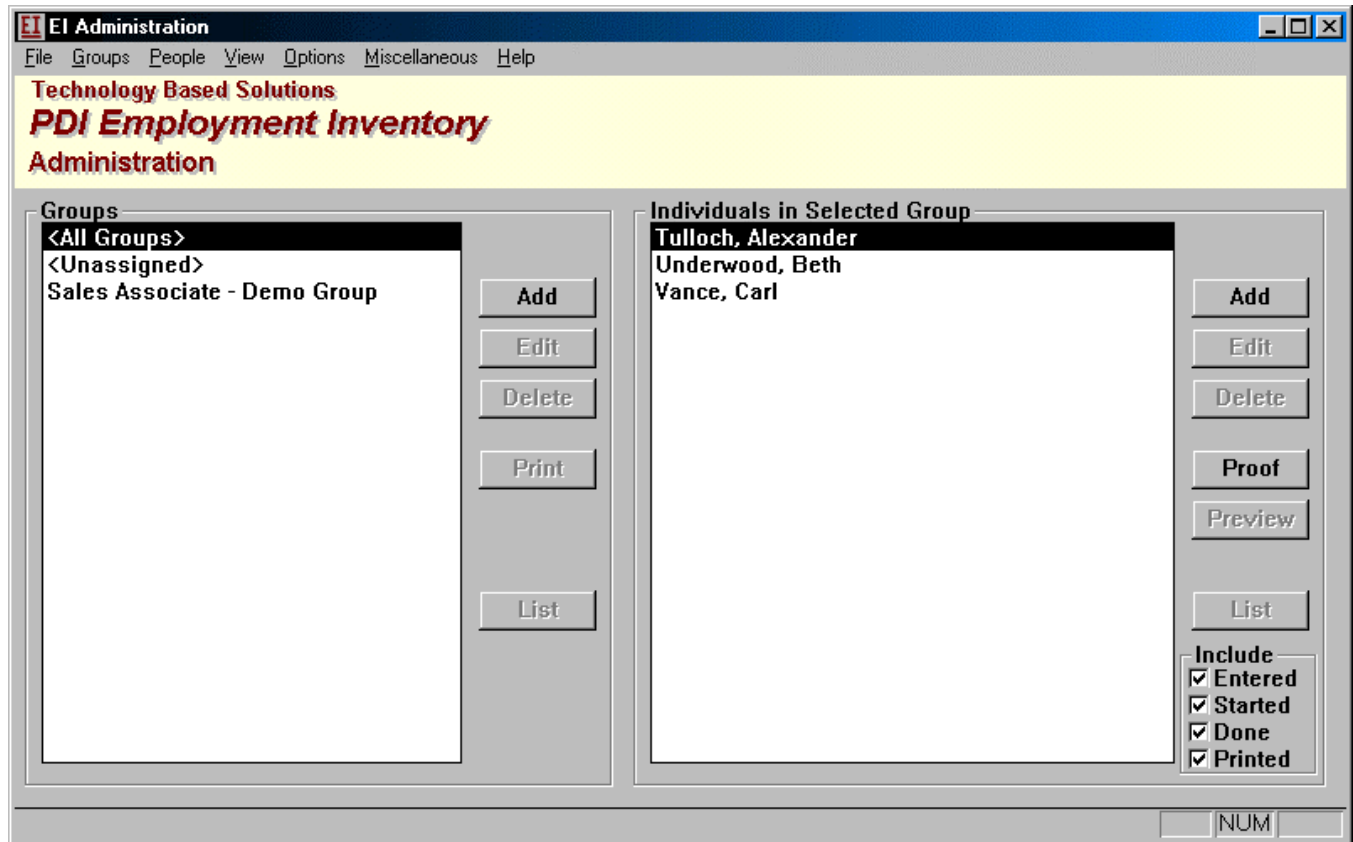 EI EI Administration
File Groups People View Options Miscellaneous Help
Technology Based Solutions
PDI Employment Inventory
Administration
Groups
<All Groups>
<Unassigned>
Sales Associate - Demo Group
Add
Edit
Delete
Print
List
Individuals in Selected Group
Tulloch, Alexander
Underwood, Beth
Vance, Carl
Add
Edit
Delete
Proof
Preview
List
Include
Entered
Started
Done
Printed
NUM